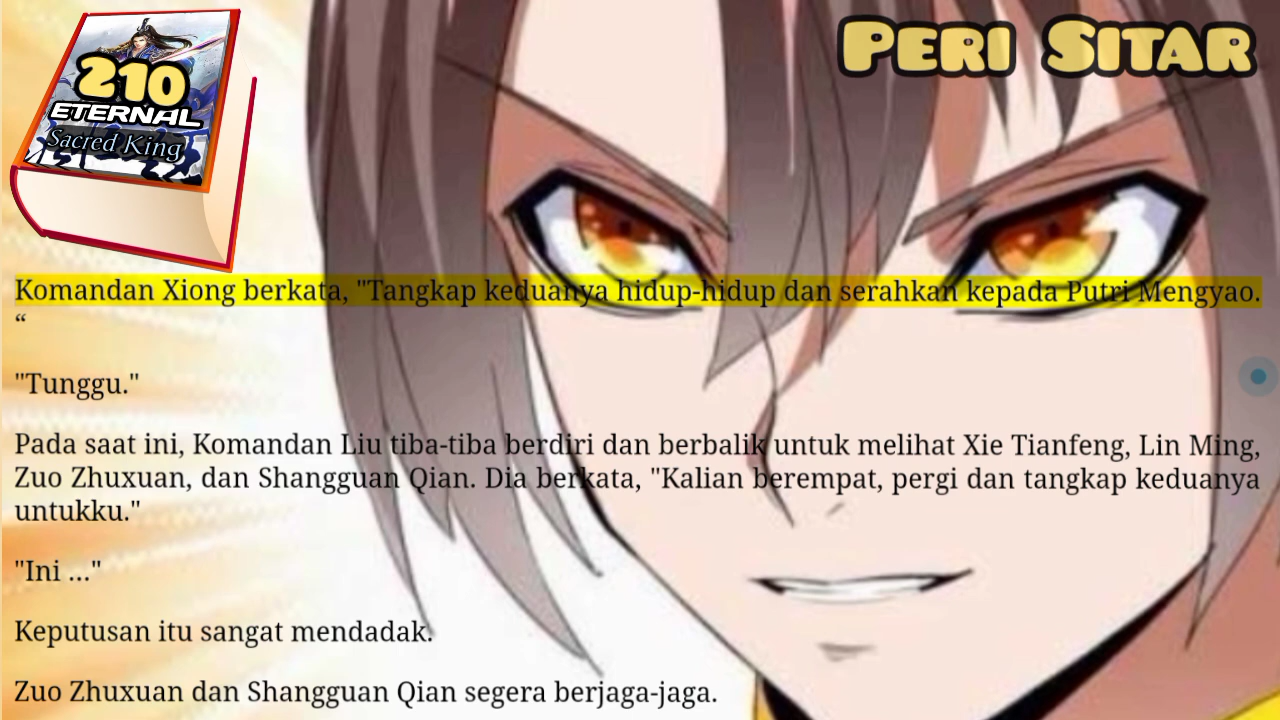 210
ETERNAL
Sacred King
PERI SITAR
Komandan Xiong berkata, "Tangkap keduanya hidup-hidup dan serahkan kepada Putri Mengyao.
“
"Tunggu."
Pada saat ini, Komandan Liu tiba-tiba berdiri dan berbalik untuk melihat Xie Tianfeng, Lin Ming,
Zuo Zhuxuan, dan Shangguan Qian. Dia berkata, "Kalian berempat, pergi dan tangkap keduanya
untukku."
"Ini ..."
Keputusan itu sangat mendadak.
Zuo Zhuxuan dan Shangguan Qian segera berjaga-jaga.